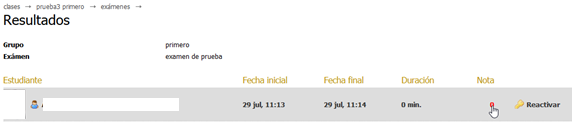 clases → prueba3 primero → exámenes →
Resultados
Grupo primero
Exámen examen de prueba
Estudiante Fecha inicial Fecha final Duración Nota
29 jul, 11:13 29 jul, 11:14 0 min. Reactivar